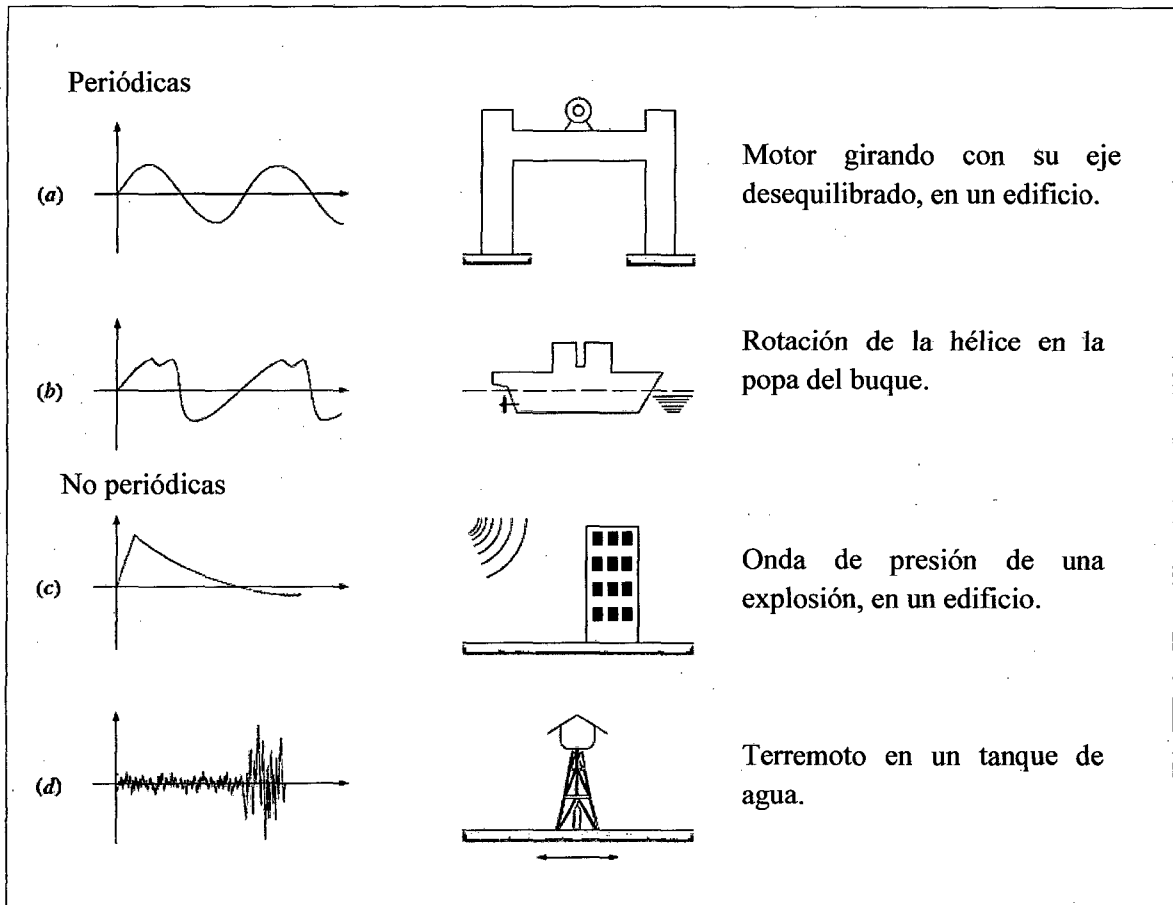 Periódicas
(a)
Motor girando con su eje
desequilibrado, en un edificio.
(b)
Rotación de la hélice en la
popa del buque.
No periódicas
(c)
Onda de presión de una
explosión, en un edificio.
(d)
Terremoto en un tanque de
agua.